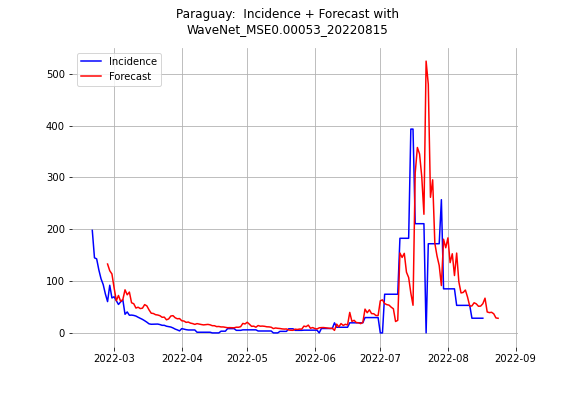 Paraguay:  Incidence + Forecast with
WaveNet_MSE0.00053_20220815
Incidence
Forecast
500
400
300
200
100
0
2022-03 2022-04 2022-05 2022-06 2022-07 2022-08 2022-09